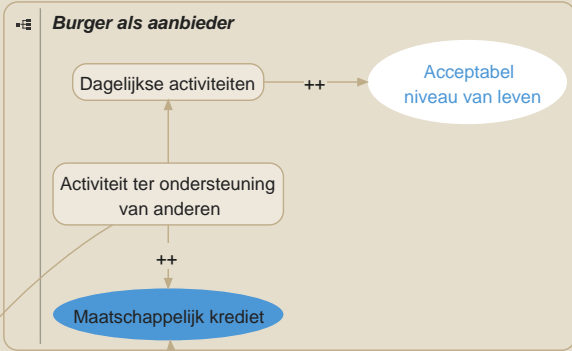 Burger als aanbieder
Dagelijkse activiteiten
++
Acceptabel
niveau van leven
Activiteit ter ondersteuning
van anderen
++
Maatschappelijk krediet